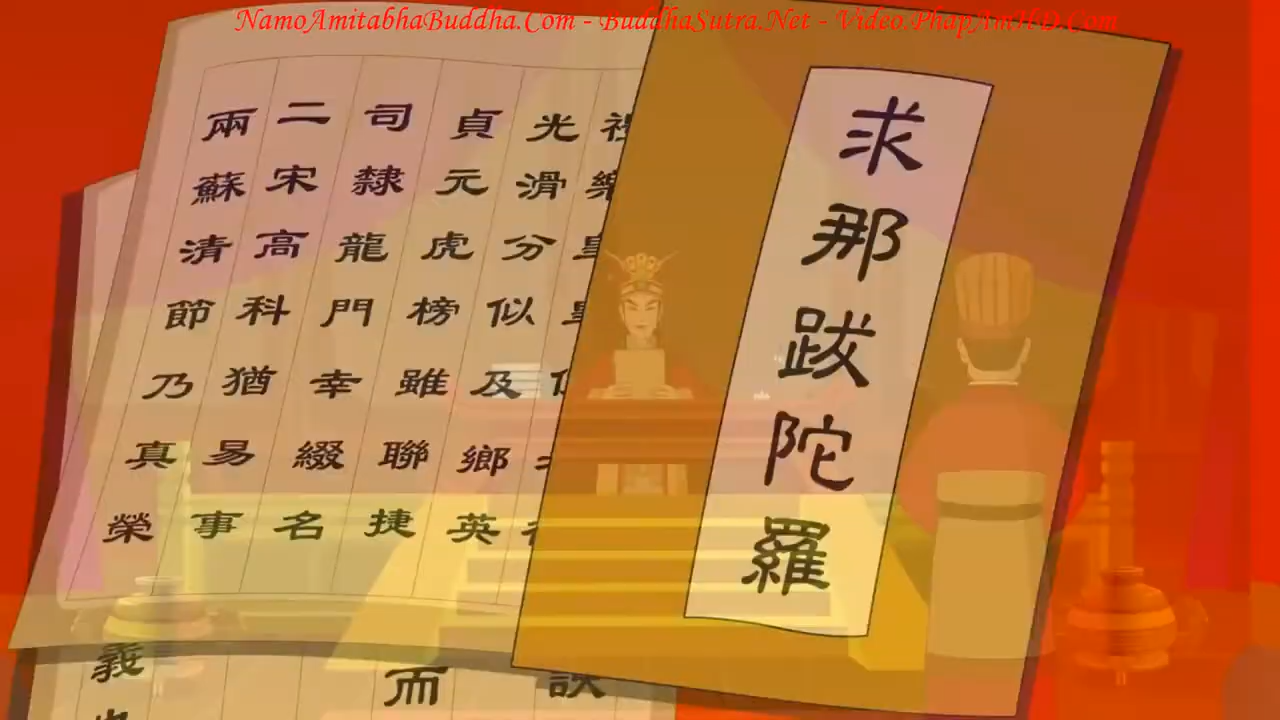 NamoAmitabhaBuddha.Com - BuddhaSutra.Net - Video.PhapAmHD.Com
求那跋陀羅
光滑分似及鄉英
貞元虎榜雖聯捷
司隸龍門幸綴名
二宋高科猶易事
兩蘇清節乃真榮
而
義